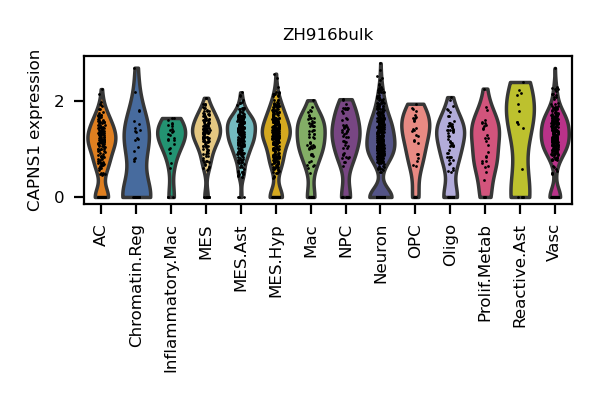 ZH916bulk
CAPNS1 expression
2
0
AC
Chromatin.Reg
Inflammatory.Mac
MES
MES.Ast
MES.Hyp
Mac
NPC
Neuron
OPC
Oligo
Prolif.Metab
Reactive.Ast
Vasc